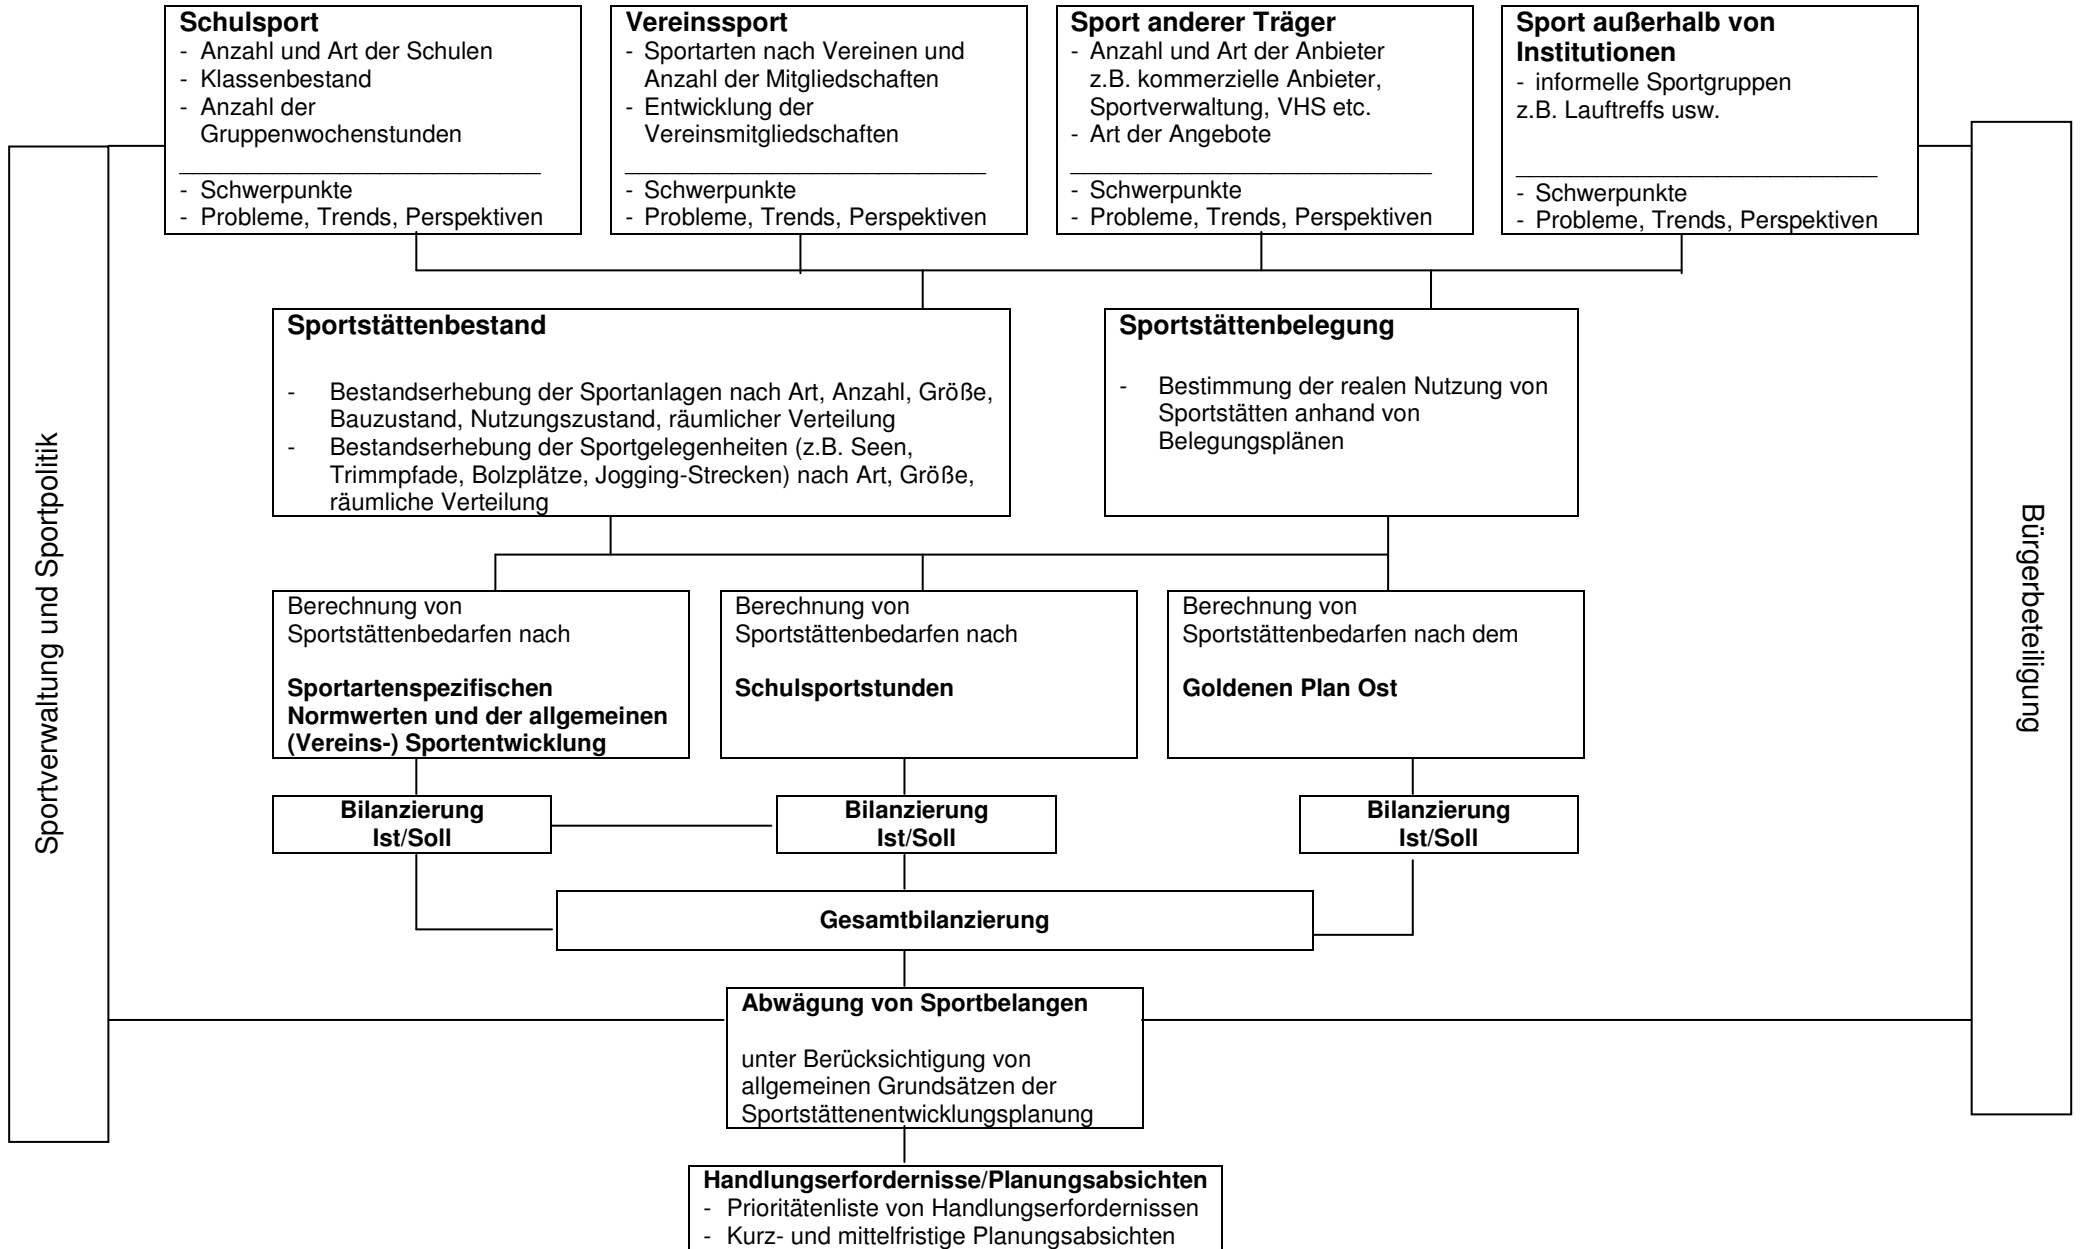 Schulsport
- Anzahl und Art der Schulen
- Klassenbestand
- Anzahl der
Gruppenwochenstunden
- Schwerpunkte
- Probleme, Trends, Perspektiven
Vereinssport
- Sportarten nach Vereinen und
Anzahl der Mitgliedschaften
- Entwicklung der
Vereinsmitgliedschaften
- Schwerpunkte
- Probleme, Trends, Perspektiven
Sport anderer Träger
- Anzahl und Art der Anbieter
z.B. kommerzielle Anbieter,
Sportverwaltung, VHS etc.
- Art der Angebote
- Schwerpunkte
- Probleme, Trends, Perspektiven
Sport außerhalb von
Institutionen
- informelle Sportgruppen
z.B. Lauftreffs usw.
- Schwerpunkte
- Probleme, Trends, Perspektiven
Sportverwaltung und Sportpolitik
Bürgerbeteiligung
Sportstättenbestand
- Bestandserhebung der Sportanlagen nach Art, Anzahl, Größe,
Bauzustand, Nutzungszustand, räumlicher Verteilung
- Bestandserhebung der Sportgelegenheiten (z.B. Seen,
Trimmpfade, Bolzplätze, Jogging-Strecken) nach Art, Größe,
räumliche Verteilung
Sportstättenbelegung
- Bestimmung der realen Nutzung von
Sportstätten anhand von
Belegungsplänen
Berechnung von
Sportstättenbedarfen nach
Sportartenspezifischen
Normwerten und der allgemeinen
(Vereins-) Sportentwicklung
Berechnung von
Sportstättenbedarfen nach
Schulsportstunden
Berechnung von
Sportstättenbedarfen nach dem
Goldenen Plan Ost
Bilanzierung
Ist/Soll
Bilanzierung
Ist/Soll
Bilanzierung
Ist/Soll
Gesamtbilanzierung
Abwägung von Sportbelangen
unter Berücksichtigung von
allgemeinen Grundsätzen der
Sportstättenentwicklungsplanung
Handlungserfordernisse/Planungsabsichten
- Prioritätenliste von Handlungserfordernissen
- Kurz- und mittelfristige Planungsabsichten